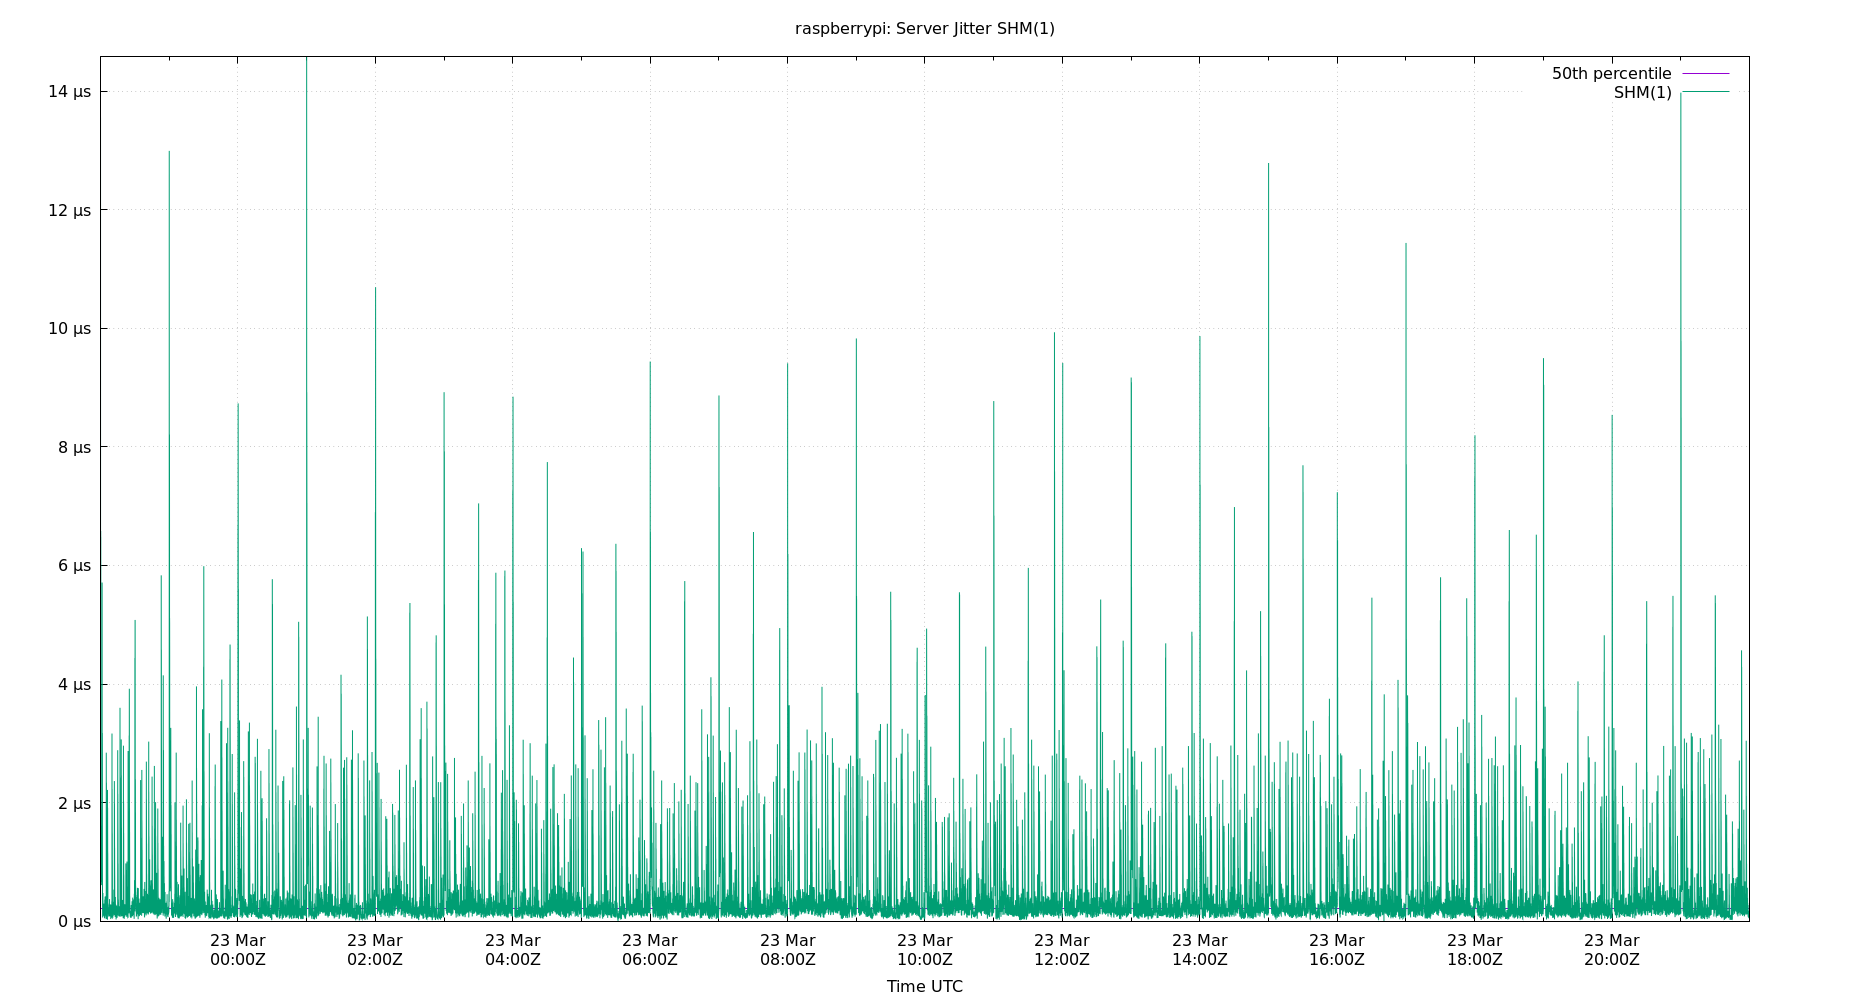 raspberrypi: Server Jitter SHM(1)
50th percentile
SHM(1)
14 µs
12 µs
10 µs
8 µs
6 µs
4 µs
2 µs
0 µs
23 Mar 23 Mar 23 Mar 23 Mar 23 Mar 23 Mar 23 Mar 23 Mar 23 Mar 23 Mar 23 Mar
00:00Z 02:00Z 04:00Z 06:00Z 08:00Z 10:00Z 12:00Z 14:00Z 16:00Z 18:00Z 20:00Z
Time UTC